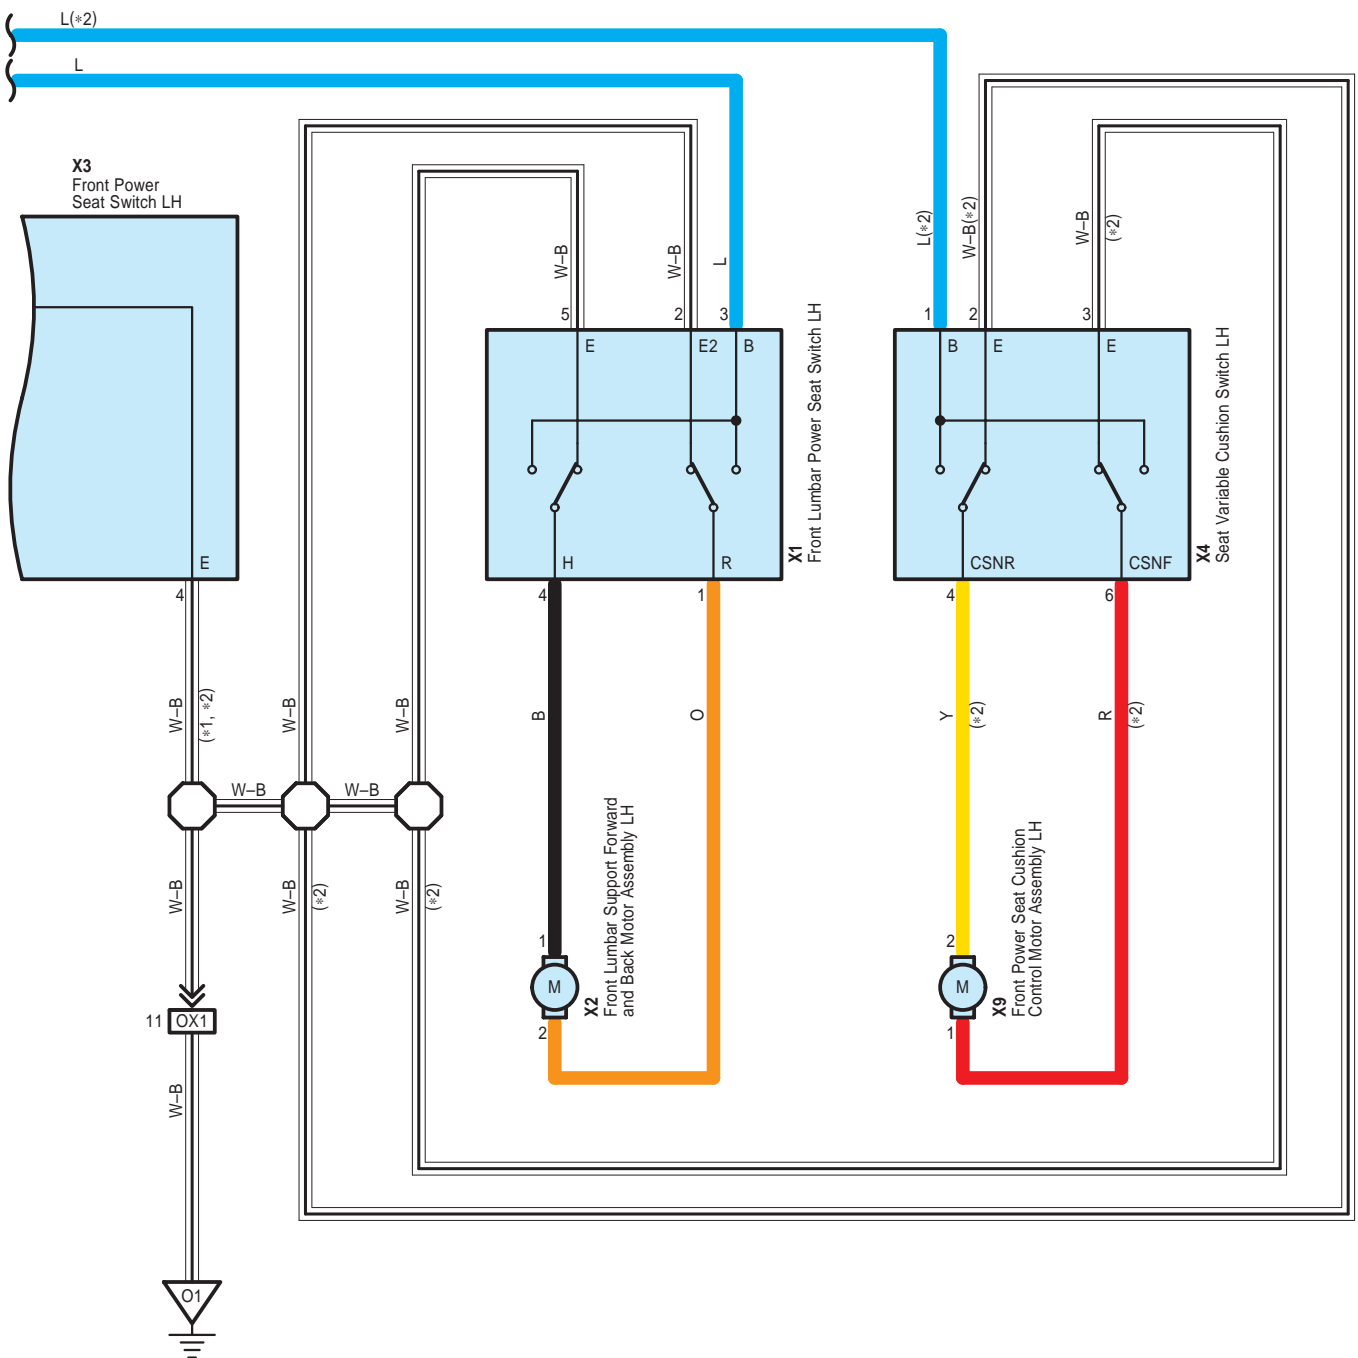 L(*2)
L
X3
Front Power
Seat Switch LH
E
4
W–B
(*1, *2)
W–B
W–B
W–B
W–B
W–B
W–B
(*2)
W–B
(*2)
11
OX1
W–B
O1
W–B
W–B
L
5
2
3
E
E2
B
H
R
4
1
X1
Front Lumbar Power Seat Switch LH
B
O
1
M
2
X2
Front Lumbar Support Forward
and Back Motor Assembly LH
L(*2)
W–B(*2)
W–B
(*2)
1
2
3
B
E
E
CSNR
CSNF
4
6
X4
Seat Variable Cushion Switch LH
Y
(*2)
R
(*2)
2
M
1
X9
Front Power Seat Cushion
Control Motor Assembly LH